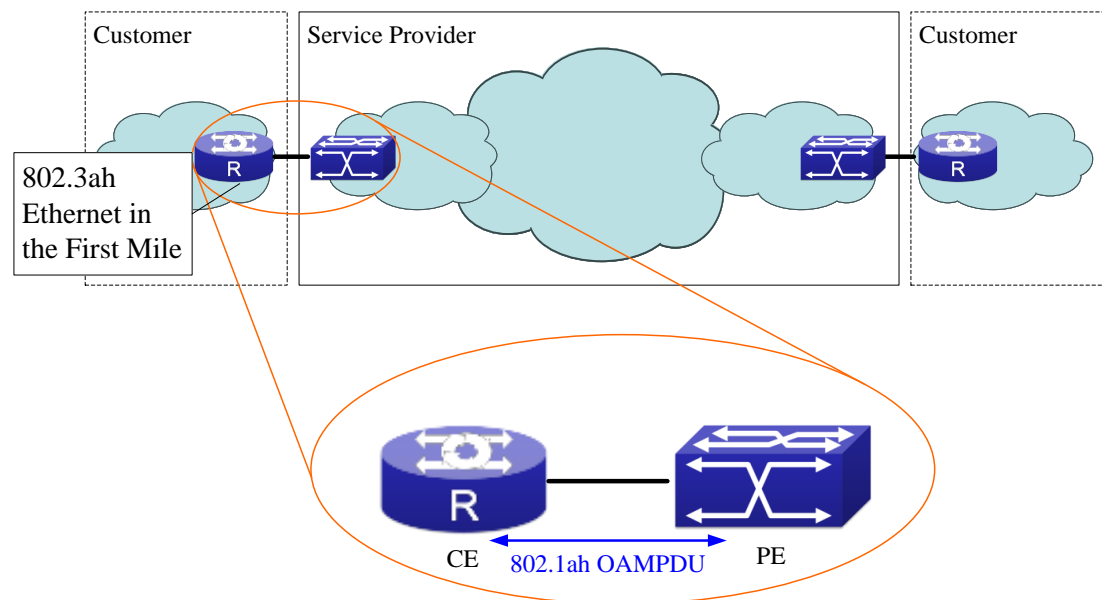 Customer
Service Provider
Customer
R
R
802.3ah
Ethernet in
the First Mile
R
CE
802.1ah OAMPDU
PE